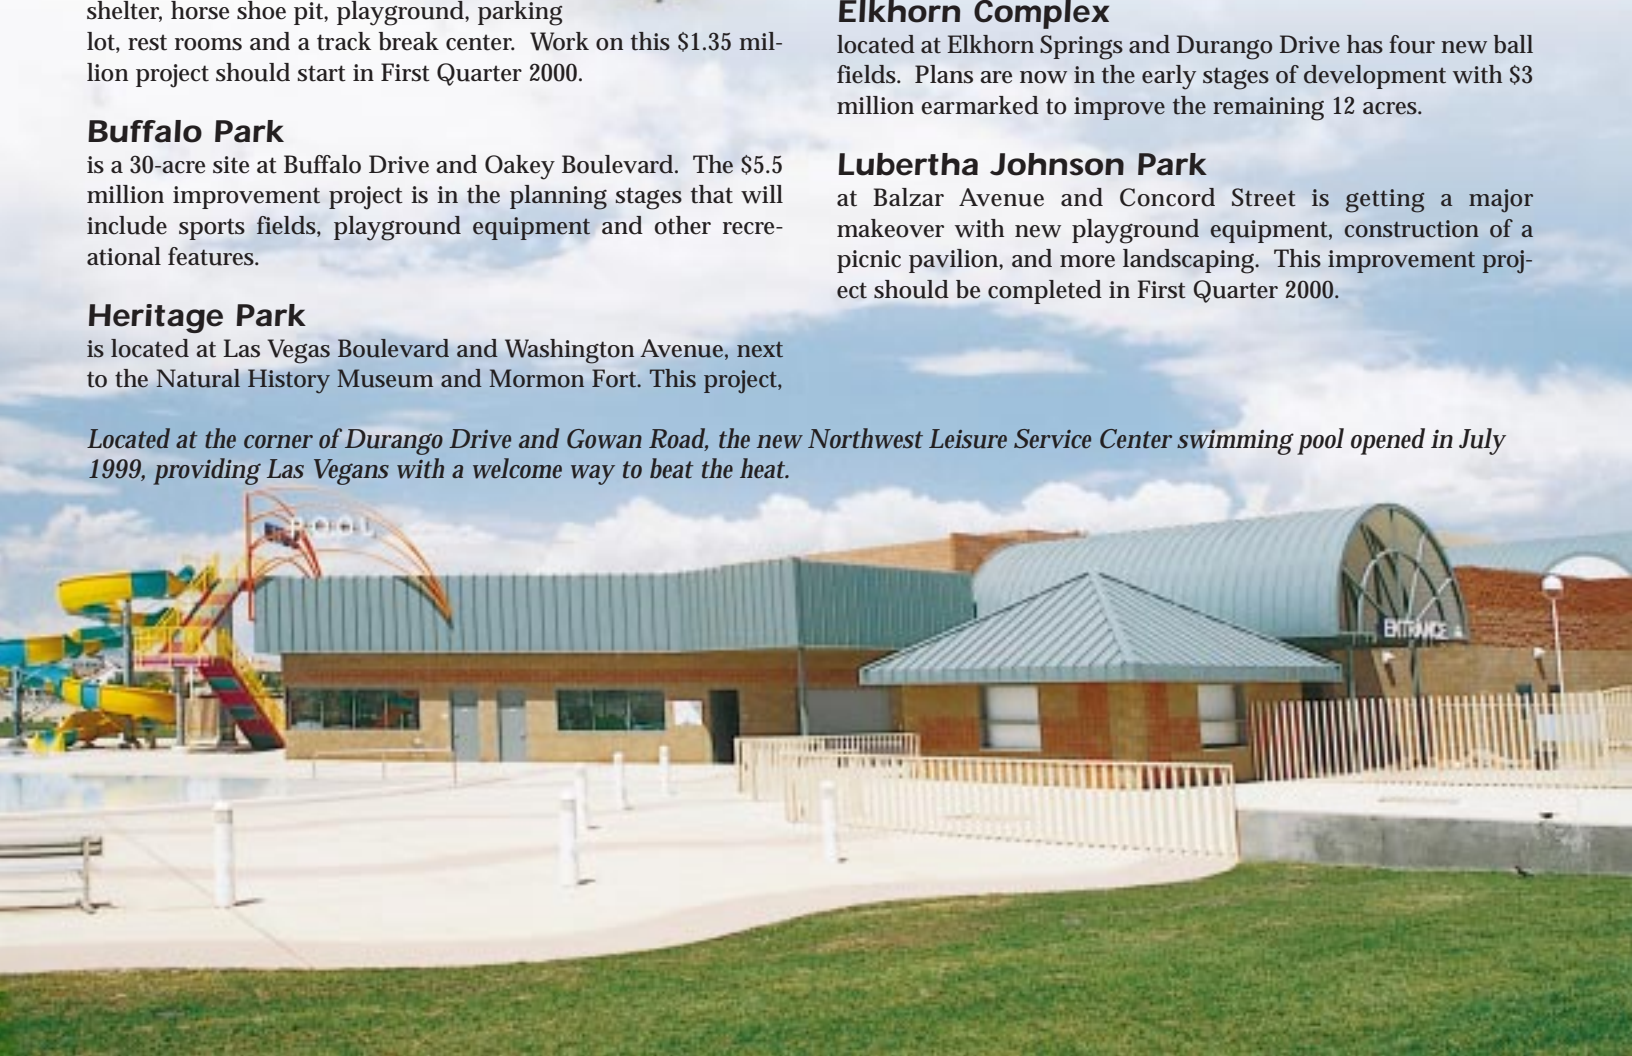 shelter, horse shoe pit, playground, parking
lot, rest rooms and a track break center. Work on this $1.35 mil-
lion project should start in First Quarter 2000.
Buffalo Park
is a 30-acre site at Buffalo Drive and Oakey Boulevard. The $5.5
million improvement project is in the planning stages that will
include sports fields, playground equipment and other recre-
ational features.
Heritage Park
is located at Las Vegas Boulevard and Washington Avenue, next
to the Natural History Museum and Mormon Fort. This project,
Elkhorn Complex
located at Elkhorn Springs and Durango Drive has four new ball
fields. Plans are now in the early stages of development with $3
million earmarked to improve the remaining 12 acres.
Lubertha Johnson Park
at Balzar Avenue and Concord Street is getting a major
makeover with new playground equipment, construction of a
picnic pavilion, and more landscaping. This improvement proj-
ect should be completed in First Quarter 2000.
Located at the corner of Durango Drive and Gowan Road, the new Northwest Leisure Service Center swimming pool opened in July
1999, providing Las Vegans with a welcome way to beat the heat.
POOL
ENTRANCE